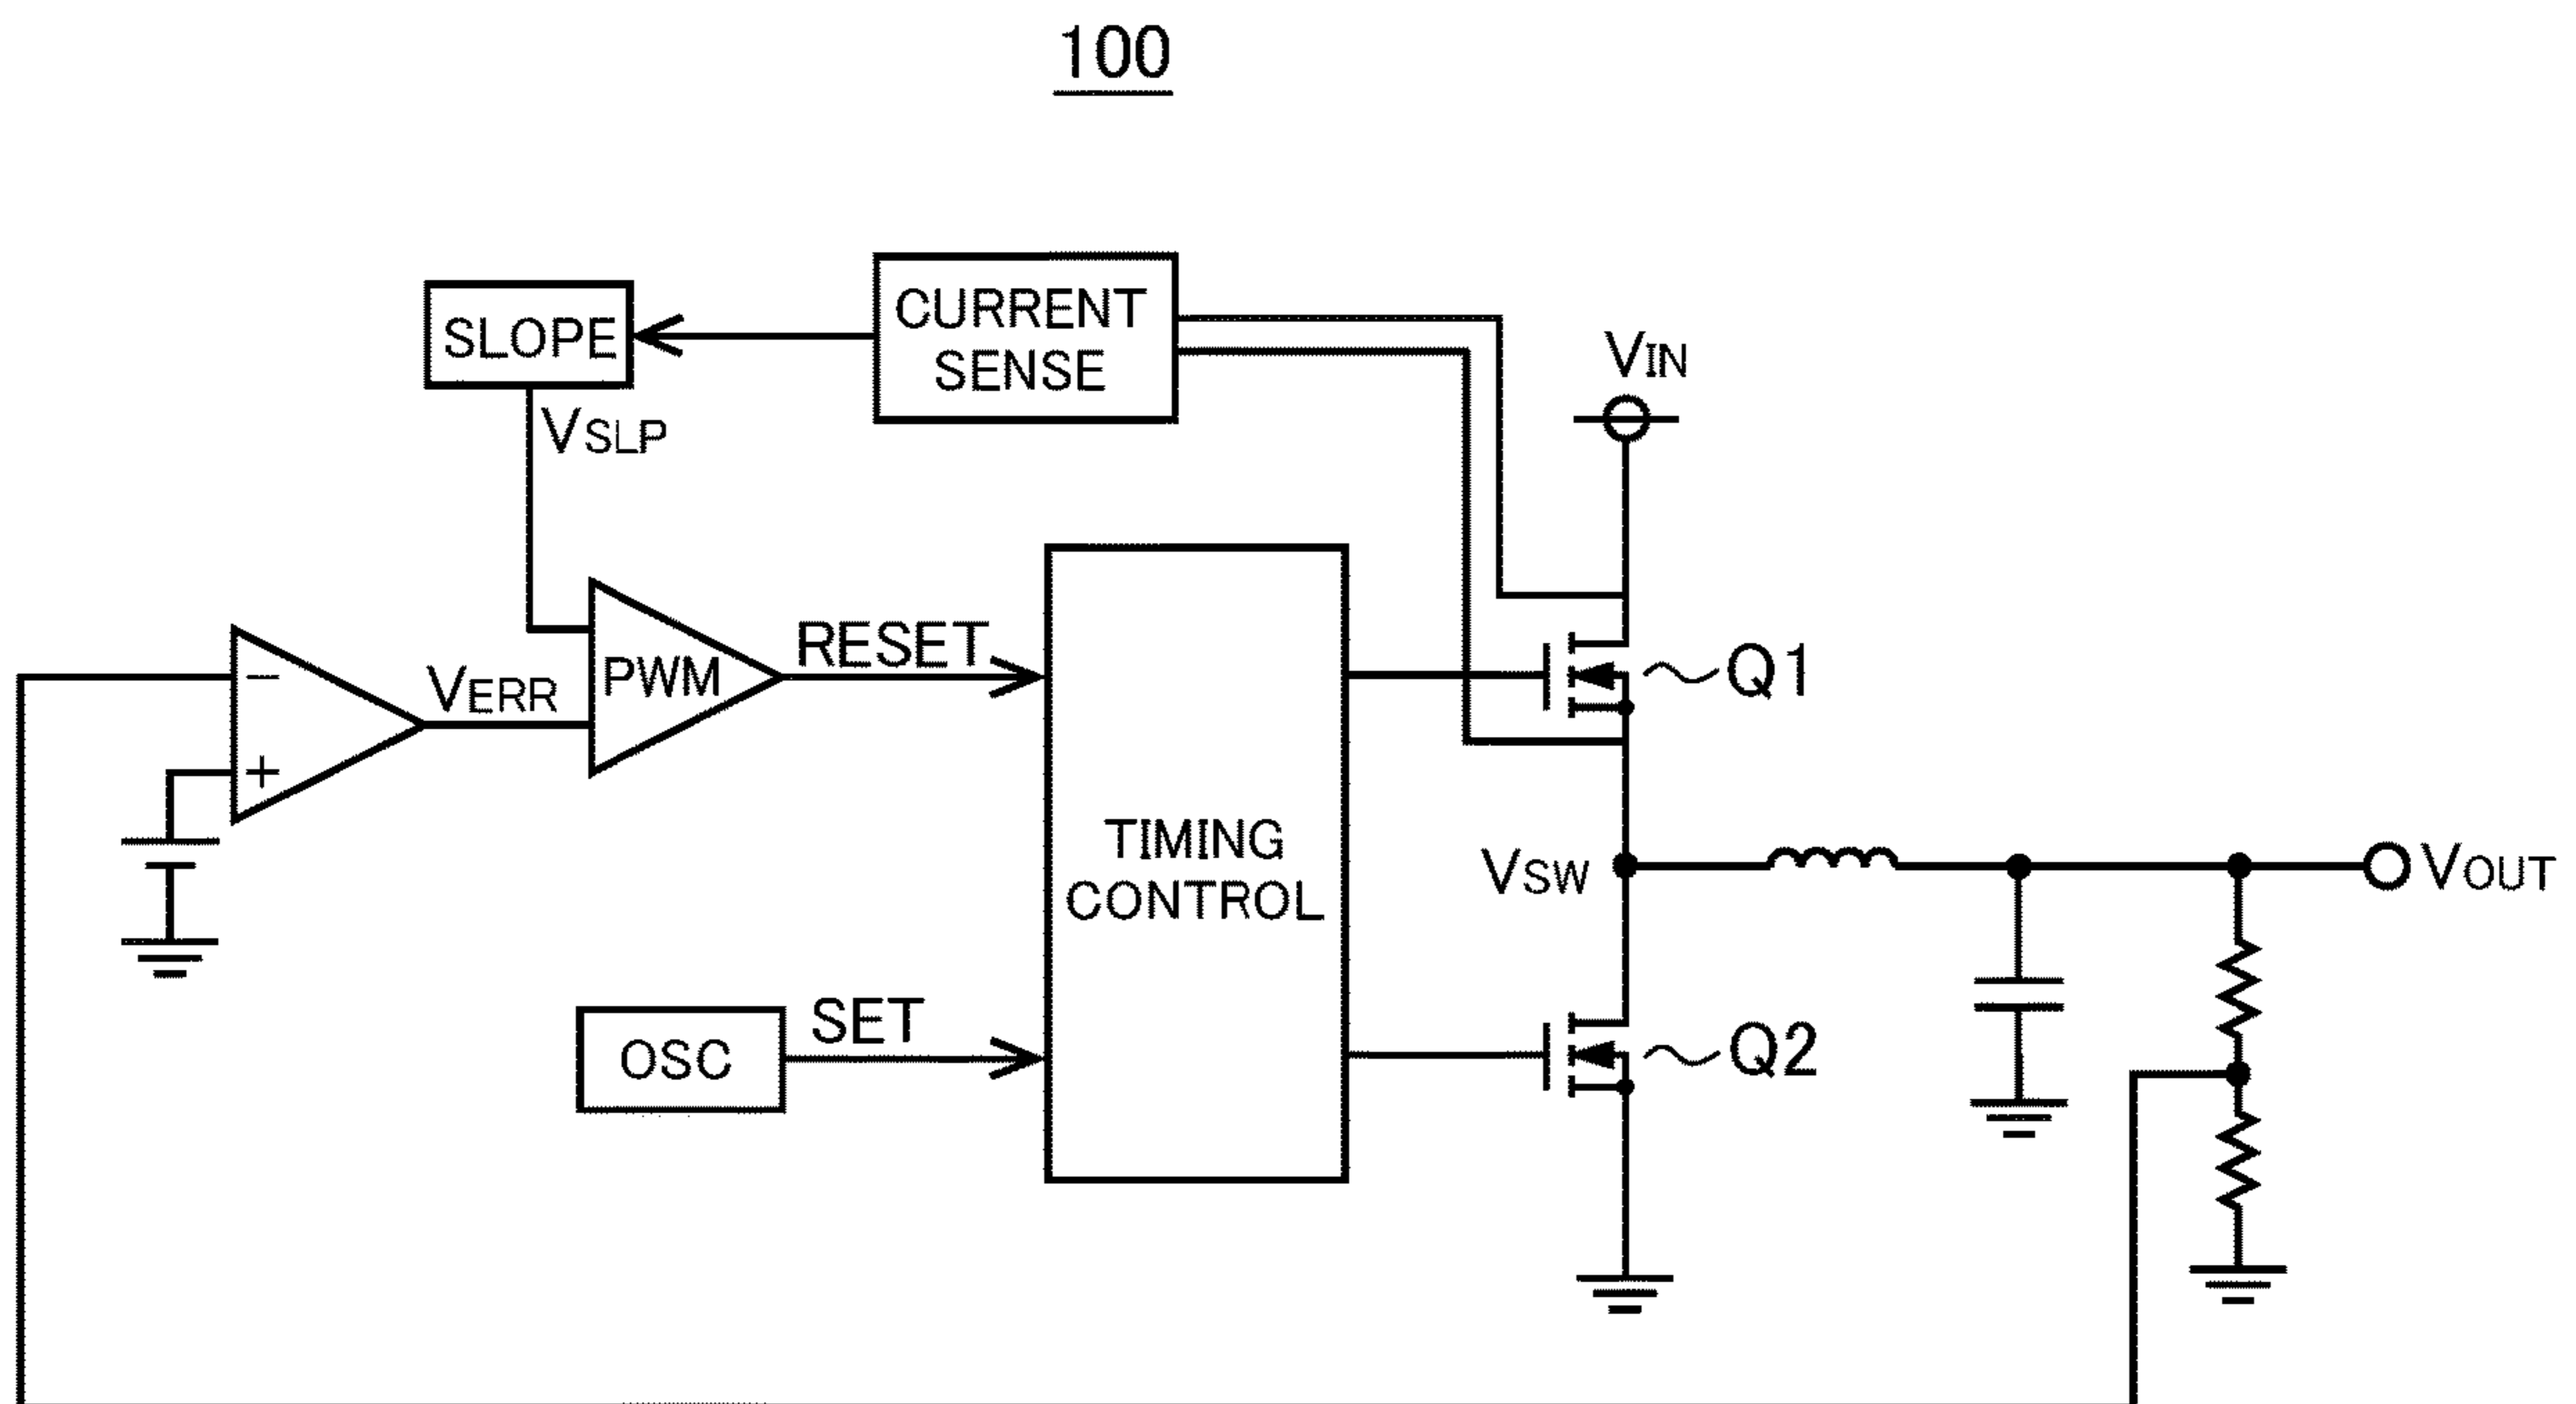 100
SLOPE
CURRENT
SENSE
VIN
VSLP
PWM
RESET
VERR
−
+
Q1
TIMING
CONTROL
VSW
VOUT
OSC
SET
Q2